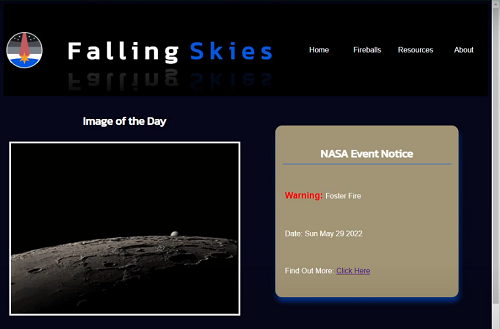 Falling Skies
Home Fireballs Resources About
Image of the Day
NASA Event Notice
Warning: Foster Fire
Date: Sun May 29 2022
Find Out More: Click Here